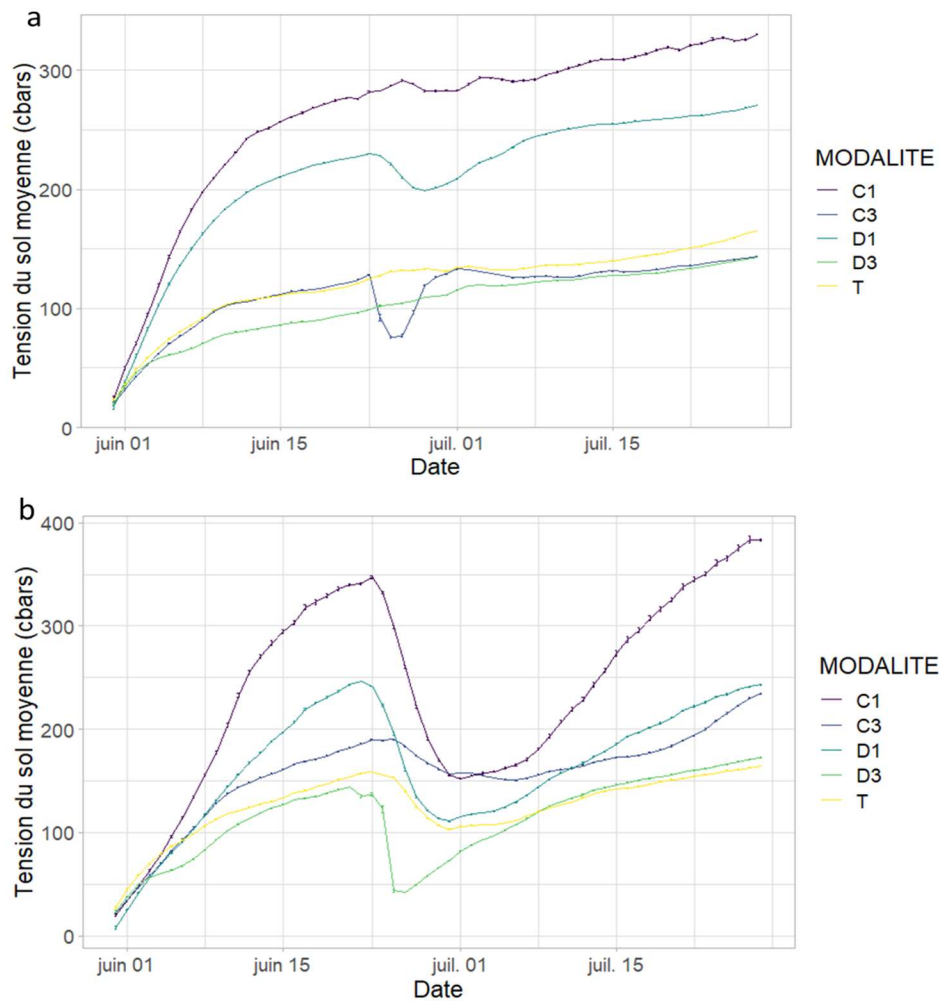 a
Tension du sol moyenne (cbars)
300
200
100
0
juin 01
juin 15
juil. 01
juil. 15
Date
MODALITE
C1
C3
D1
D3
T
b
Tension du sol moyenne (cbars)
400
300
200
100
0
juin 01
juin 15
juil. 01
juil. 15
Date
MODALITE
C1
C3
D1
D3
T